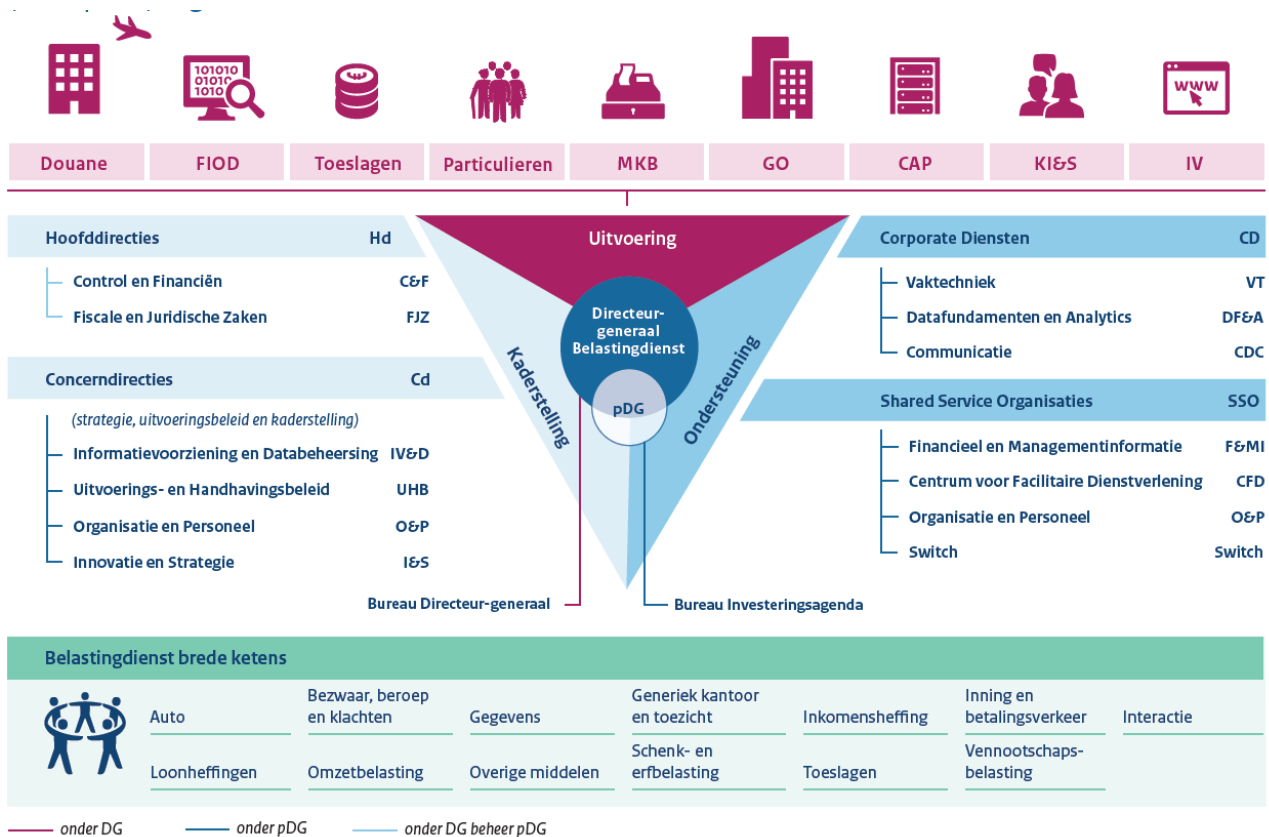 101010
01010
1010
www
Douane
FIOD
Toeslagen
Particulieren
MKB
GO
CAP
KI&S
IV
Hoofddirecties Hd
Control en Financiën C&F
Fiscale en Juridische Zaken FJZ
Concerndirecties Cd
(strategie, uitvoeringsbeleid en kaderstelling)
Informatievoorziening en Databeheersing IV&D
Uitvoerings- en Handhavingsbeleid UHB
Organisatie en Personeel O&P
Innovatie en Strategie I&S
Uitvoering
Directeur-
generaal
Belastingdienst
pDG
Kaderstelling
Ondersteuning
Bureau Directeur-generaal
Bureau Investeringsagenda
Corporate Diensten CD
Vaktechniek VT
Datafundamenten en Analytics DF&A
Communicatie CDC
Shared Service Organisaties SSO
Financieel en Managementinformatie F&MI
Centrum voor Facilitaire Dienstverlening CFD
Organisatie en Personeel O&P
Switch Switch
Belastingdienst brede ketens
Auto
Bezwaar, beroep
en klachten
Gegevens
Generiek kantoor
en toezicht
Inkomensheffing
Inning en
betalingsverkeer
Interactie
Loonheffingen
Omzetbelasting
Overige middelen
Schenk- en
erfbelasting
Toeslagen
Vennootschaps-
belasting
onder DG
onder pDG
onder DG beheer pDG